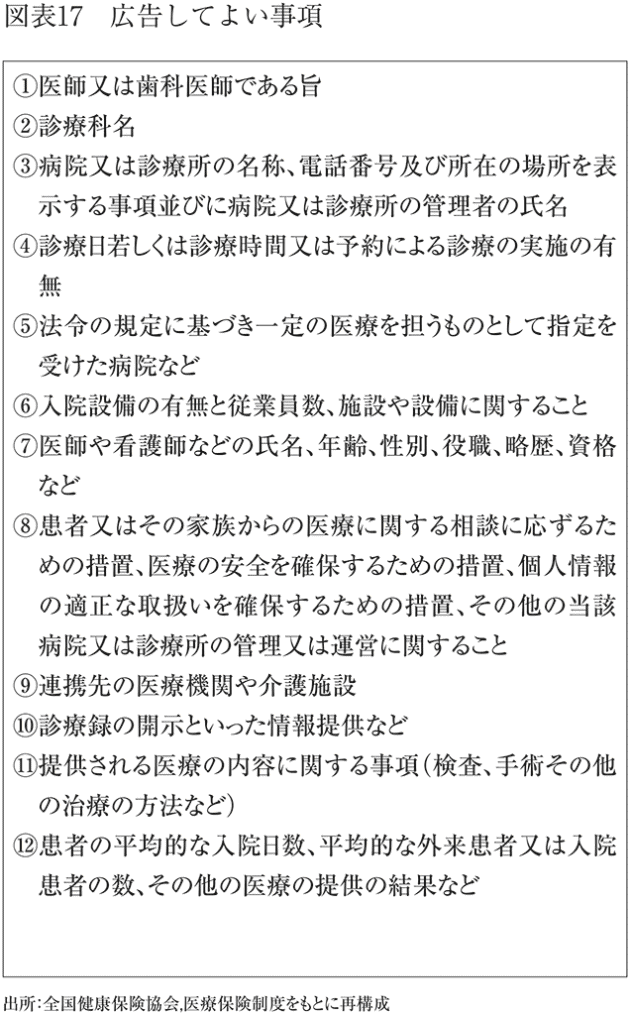 図表17　広告してよい事項
①医師又は歯科医師である旨
②診療科名
③病院又は診療所の名称、電話番号及び所在の場所を表
示する事項並びに病院又は診療所の管理者の氏名
④診療日若しくは診療時間又は予約による診療の実施の有
無
⑤法令の規定に基づき一定の医療を担うものとして指定を
受けた病院など
⑥入院設備の有無と従業員数、施設や設備に関すること
⑦医師や看護師などの氏名、年齢、性別、役職、略歴、資格
など
⑧患者又はその家族からの医療に関する相談に応ずるた
めの措置、医療の安全を確保するための措置、個人情報
の適正な取扱いを確保するための措置、その他の当該
病院又は診療所の管理又は運営に関すること
⑨連携先の医療機関や介護施設
⑩診療録の開示といった情報提供など
⑪提供される医療の内容に関する事項（検査、手術その他
の治療の方法など）
⑫患者の平均的な入院日数、平均的な外来患者又は入院
患者の数、その他の医療の提供の結果など
出所：全国健康保険協会,医療保険制度をもとに再構成